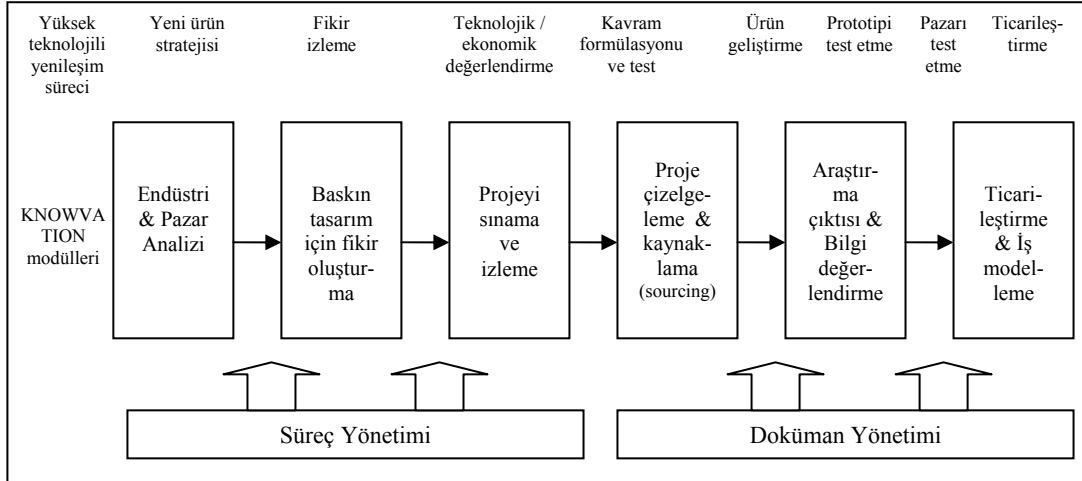 Yüksek
teknolojili
yenileşim
süreci
Yeni ürün
stratejisi
Fikir
izleme
Teknolojik /
ekonomik
değerlendirme
Kavram
formülasyonu
ve test
Ürün
geliştirme
Prototipi
test etme
Pazarı
test
etme
Ticarileş-
tirme
KNOWVA
TION
modülleri
Endüstri
& Pazar
Analizi
Baskın
tasarım
için fikir
oluştur-
ma
Projeyi
sınama
ve
izleme
Proje
çizelge-
leme &
kaynak-
lama
(sourcing)
Araştır-
ma
çıktısı &
Bilgi
değer-
lendirme
Ticari-
leştirme
& İş
model-
leme
Süreç Yönetimi
Doküman Yönetimi